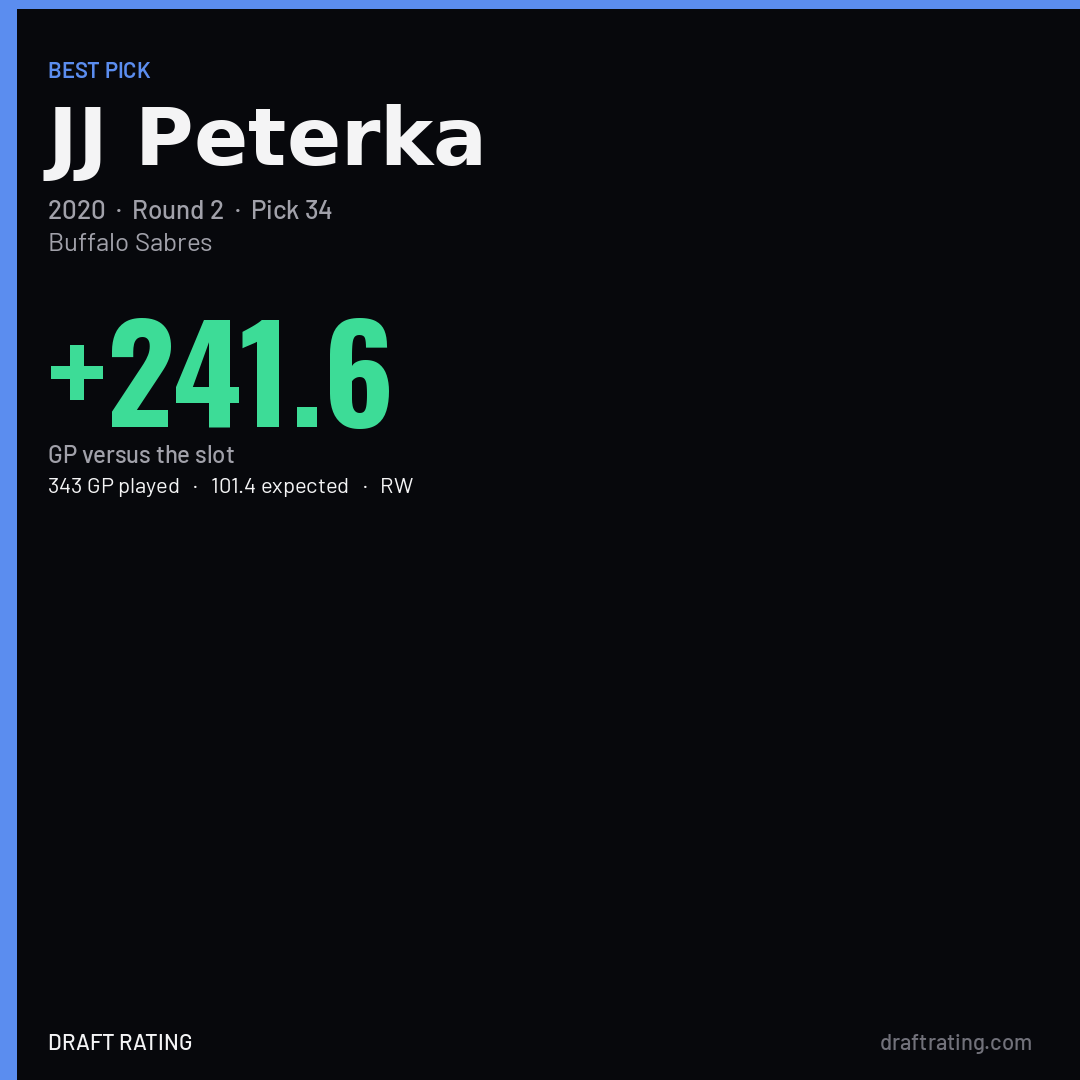 BEST PICK
JJ Peterka
2020 · Round 2 · Pick 34
Buffalo Sabres
+241.6
GP versus the slot
343 GP played · 101.4 expected · RW
DRAFT RATING
draftrating.com